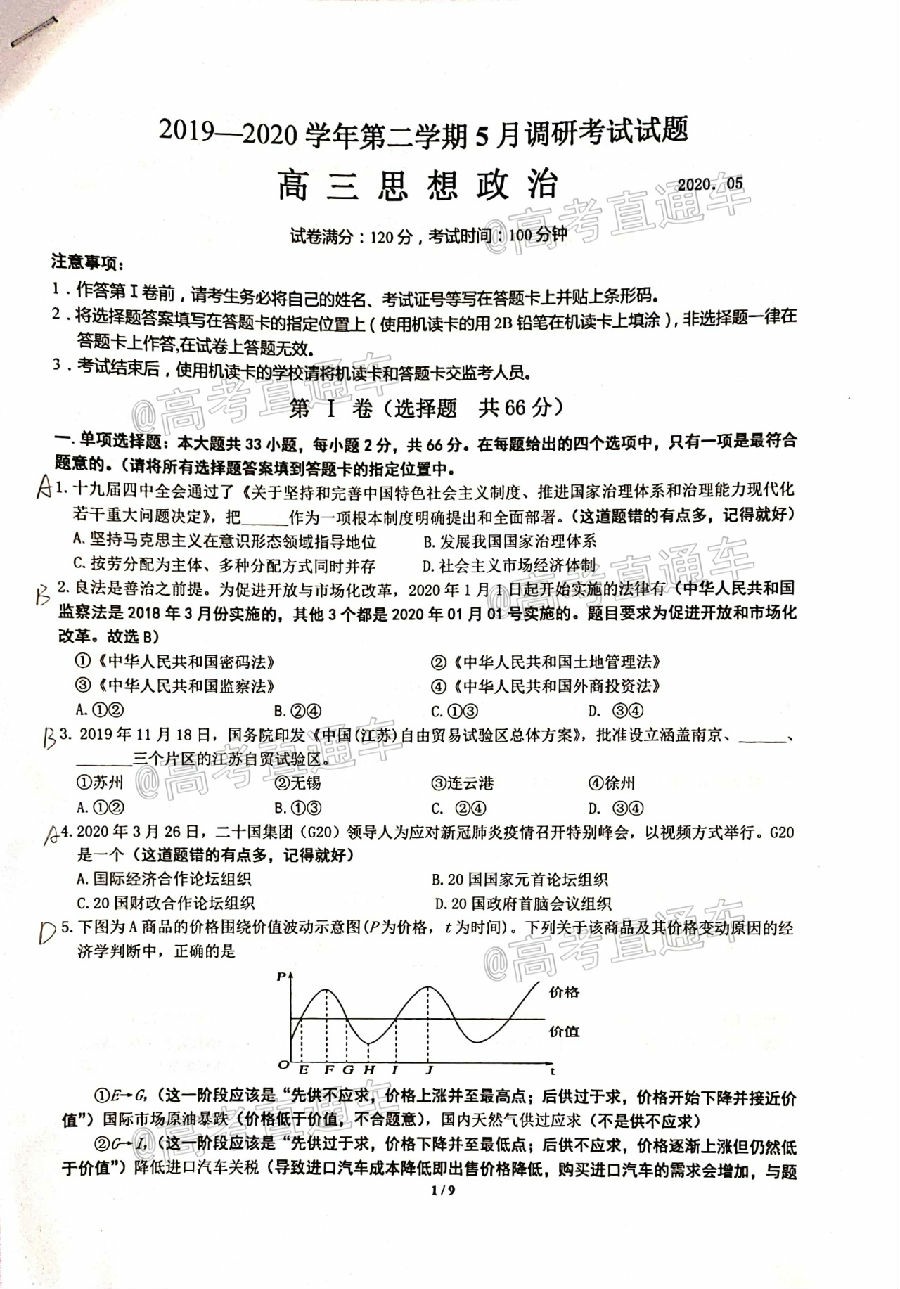 2019—2020 学年第二学期 5 月调研考试试题
高三思想政治
2020. 05
@高考直通车
试卷满分：120 分，考试时间：100 分钟
注意事项：
1．作答第Ⅰ卷前，请考生务必将自己的姓名、考试证号等写在答题卡上并贴上条形码。
2．将选择题答案填写在答题卡的指定位置上（使用机读卡的用 2B 铅笔在机读卡上填涂），非选择题一律在
答题卡上作答,在试卷上答题无效。
3．考试结束后，使用机读卡的学校请将机读卡和答题卡交监考人员。
@高考直通车
第 Ⅰ 卷（选择题 共 66 分）
一. 单项选择题：本大题共 33 小题，每小题 2 分，共 66 分。在每题给出的四个选项中，只有一项是最符合
题意的。（请将所有选择题答案填到答题卡的指定位置中。
A 1. 十九届四中全会通过了《关于坚持和完善中国特色社会主义制度、推进国家治理体系和治理能力现代化
若干重大问题决定》，把______作为一项根本制度明确提出和全面部署。（这道题错的有点多，记得就好）
A. 坚持马克思主义在意识形态领域指导地位 B. 发展我国国家治理体系
C. 按劳分配为主体、多种分配方式同时并存 D. 社会主义市场经济体制
@高考直通车
B 2. 良法是善治之前提。为促进开放与市场化改革，2020 年 1 月 1 日起开始实施的法律有（中华人民共和国
监察法是 2018 年 3 月份实施的，其他 3 个都是 2020 年 01 月 01 号实施的。题目要求为促进开放和市场化
改革。故选 B）
①《中华人民共和国密码法》 ②《中华人民共和国土地管理法》
③《中华人民共和国监察法》 ④《中华人民共和国外商投资法》
A. ①② B. ②④ C. ①③ D. ③④
B 3. 2019 年 11 月 18 日，国务院印发《中国(江苏)自由贸易试验区总体方案》，批准设立涵盖南京、______、
_______三个片区的江苏自贸试验区。
@高考直通车
①苏州 ②无锡 ③连云港 ④徐州
A. ①② B. ①③ C. ②④ D. ③④
A 4. 2020 年 3 月 26 日，二十国集团（G20）领导人为应对新冠肺炎疫情召开特别峰会，以视频方式举行。G20
是一个（这道题错的有点多，记得就好）
A. 国际经济合作论坛组织 B. 20 国国家元首论坛组织
C. 20 国财政合作论坛组织 D. 20 国政府首脑会议组织
@高考直通车
D 5. 下图为 A 商品的价格围绕价值波动示意图(P 为价格，t 为时间)。下列关于该商品及其价格变动原因的经
济学判断中，正确的是
P
价格
价值
O E F G H I J t
@高考直通车
①E→G，（这一阶段应该是“先供不应求，价格上涨并至最高点；后供过于求，价格开始下降并接近价
值”）国际市场原油暴跌（价格低于价值，不合题意），国内天然气供过应求（不是供不应求）
②G→I，（这一阶段应该是“先供过于求，价格下降并至最低点；后供不应求，价格逐渐上涨但仍然低
于价值”）降低进口汽车关税（导致进口汽车成本降低即出售价格降低，购买进口汽车的需求会增加，与题
1 / 9